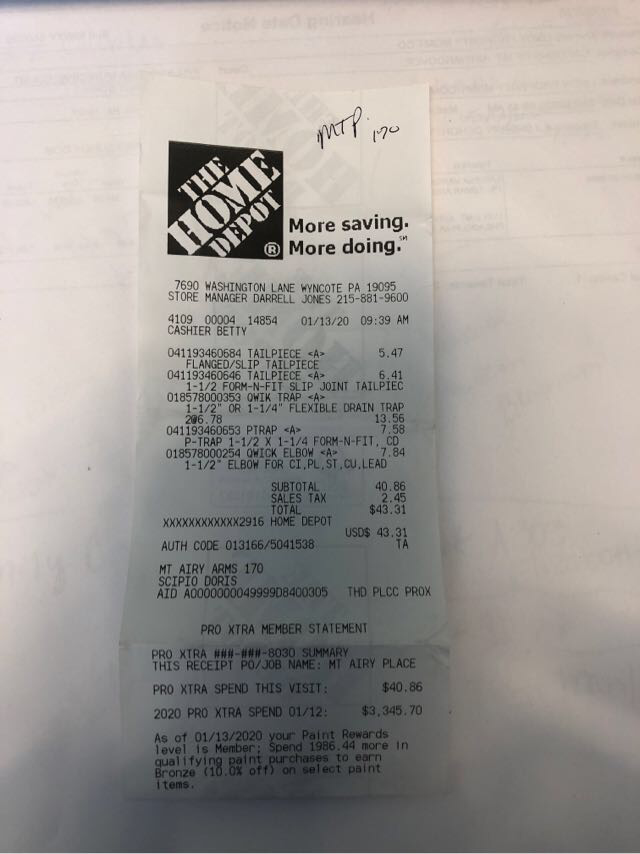 MTP. 170
THE
HOME
DEPOT
®
More saving.
More doing.℠
7690 WASHINGTON LANE WYNCOTE PA 19095
STORE MANAGER DARRELL JONES 215-881-9600
4109 00004 14854 01/13/20 09:39 AM
CASHIER BETTY
041193460684 TAILPIECE <A> 5.47
FLANGED/SLIP TAILPIECE
041193460646 TAILPIECE <A> 6.41
1-1/2 FORM-N-FIT SLIP JOINT TAILPIEC
018578000353 QWIK TRAP <A>
1-1/2" OR 1-1/4" FLEXIBLE DRAIN TRAP
2@6.78 13.56
041193460653 PTRAP <A> 7.58
P-TRAP 1-1/2 X 1-1/4 FORM-N-FIT, CD
018578000254 QWICK ELBOW <A> 7.84
1-1/2" ELBOW FOR CI,PL,ST,CU,LEAD
SUBTOTAL 40.86
SALES TAX 2.45
TOTAL $43.31
XXXXXXXXXXXX2916 HOME DEPOT
USD$ 43.31
AUTH CODE 013166/5041538 TA
MT AIRY ARMS 170
SCIPIO DORIS
AID A0000000049999D8400305 THD PLCC PROX
PRO XTRA MEMBER STATEMENT
PRO XTRA ###-###-8030 SUMMARY
THIS RECEIPT PO/JOB NAME: MT AIRY PLACE
PRO XTRA SPEND THIS VISIT: $40.86
2020 PRO XTRA SPEND 01/12: $3,345.70
As of 01/13/2020 your Paint Rewards
level is Member; Spend 1986.44 more in
qualifying paint purchases to earn
Bronze (10.0% off) on select paint
items.